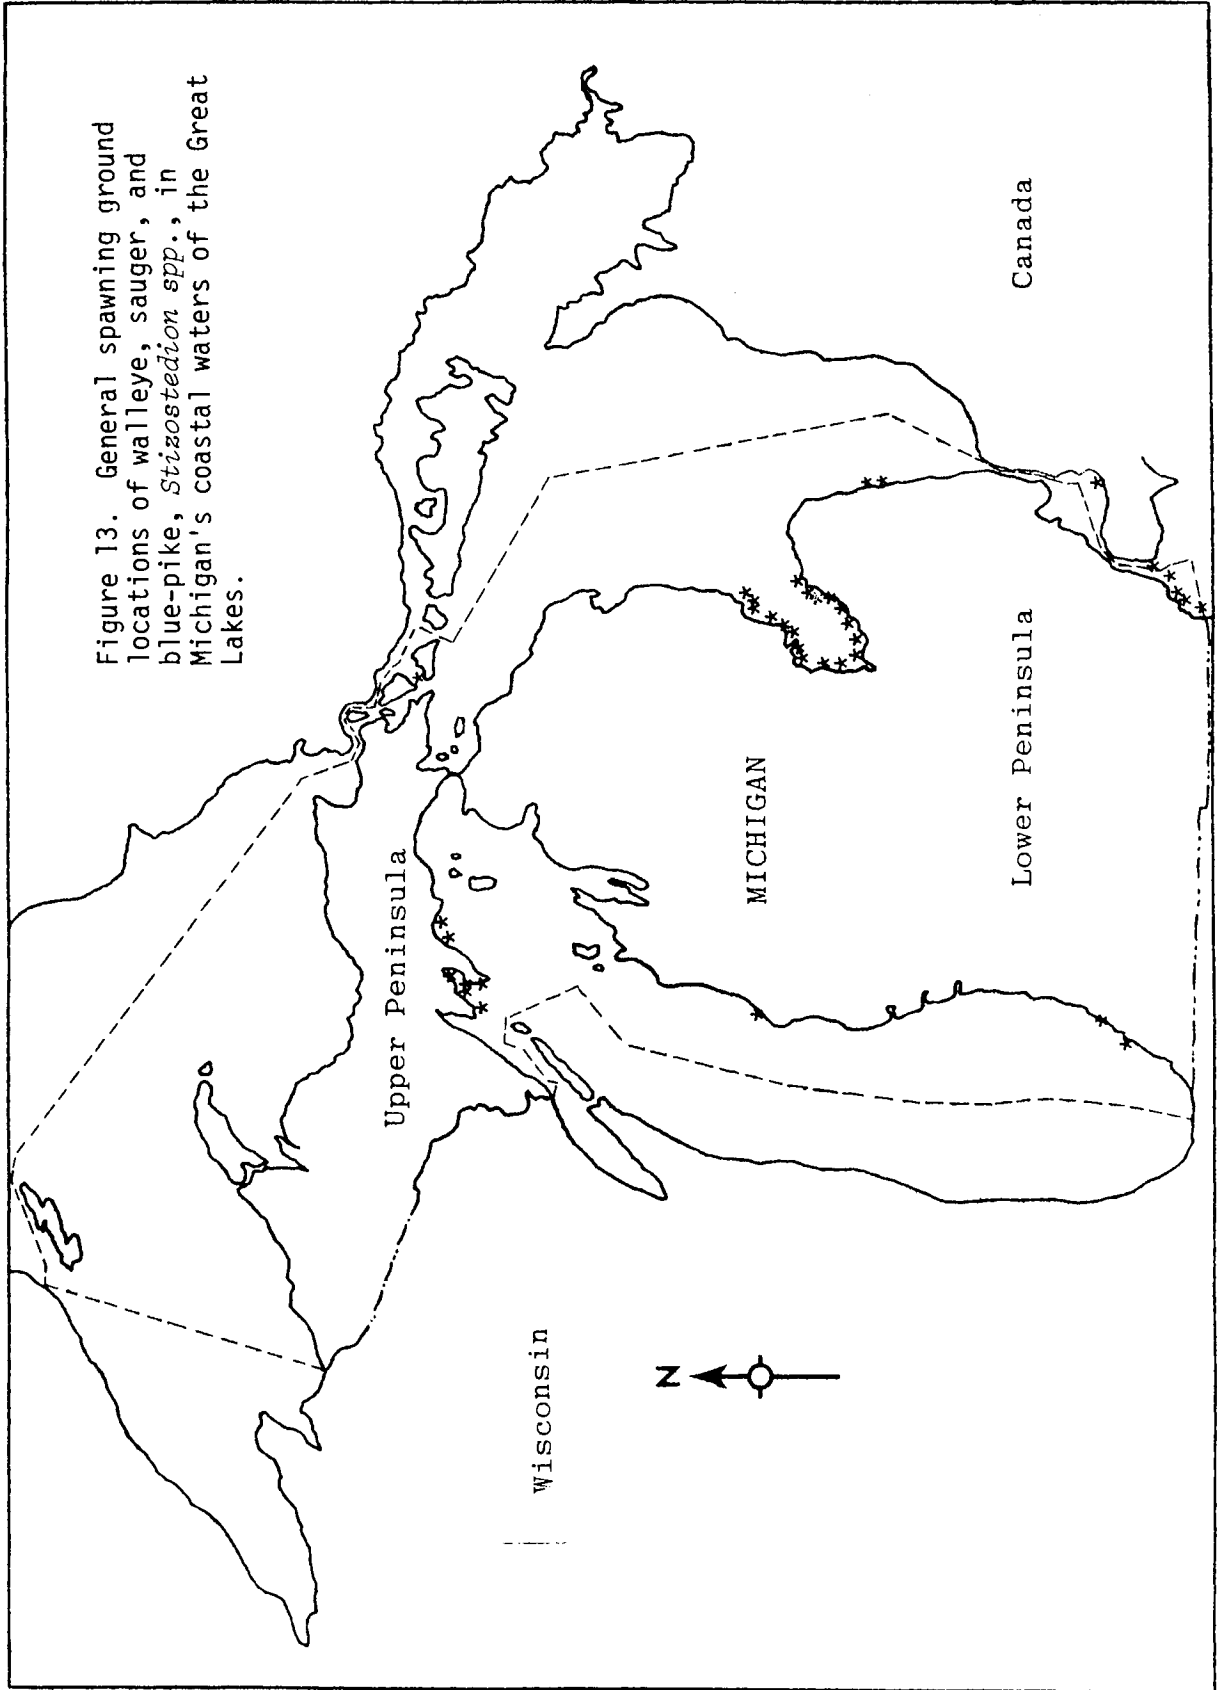 Figure 13. General spawning ground
locations of walleye, sauger, and
blue-pike, Stizostedion spp., in
Michigan's coastal waters of the Great
Lakes.
Upper Peninsula
MICHIGAN
Lower Peninsula
Canada
Wisconsin
N